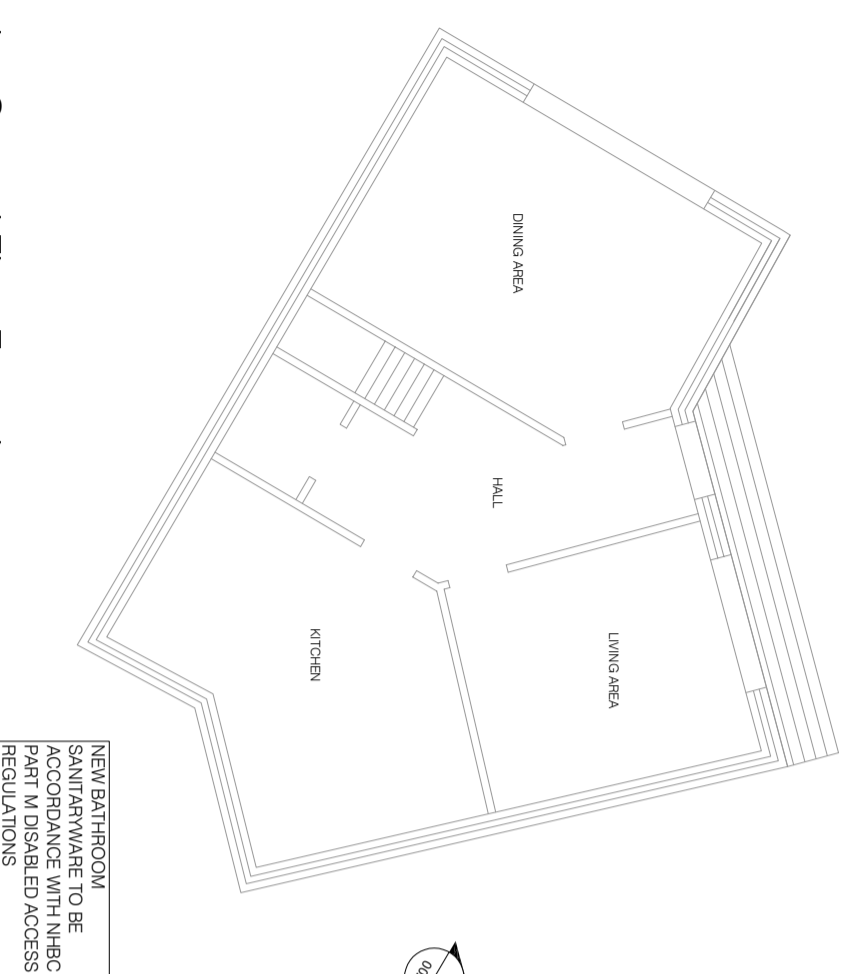 DINING AREA
HALL
LIVING AREA
KITCHEN
NEW BATHROOM
SANITARYWARE TO BE
ACCORDANCE WITH NHBC
PART M DISABLED ACCESS
REGULATIONS